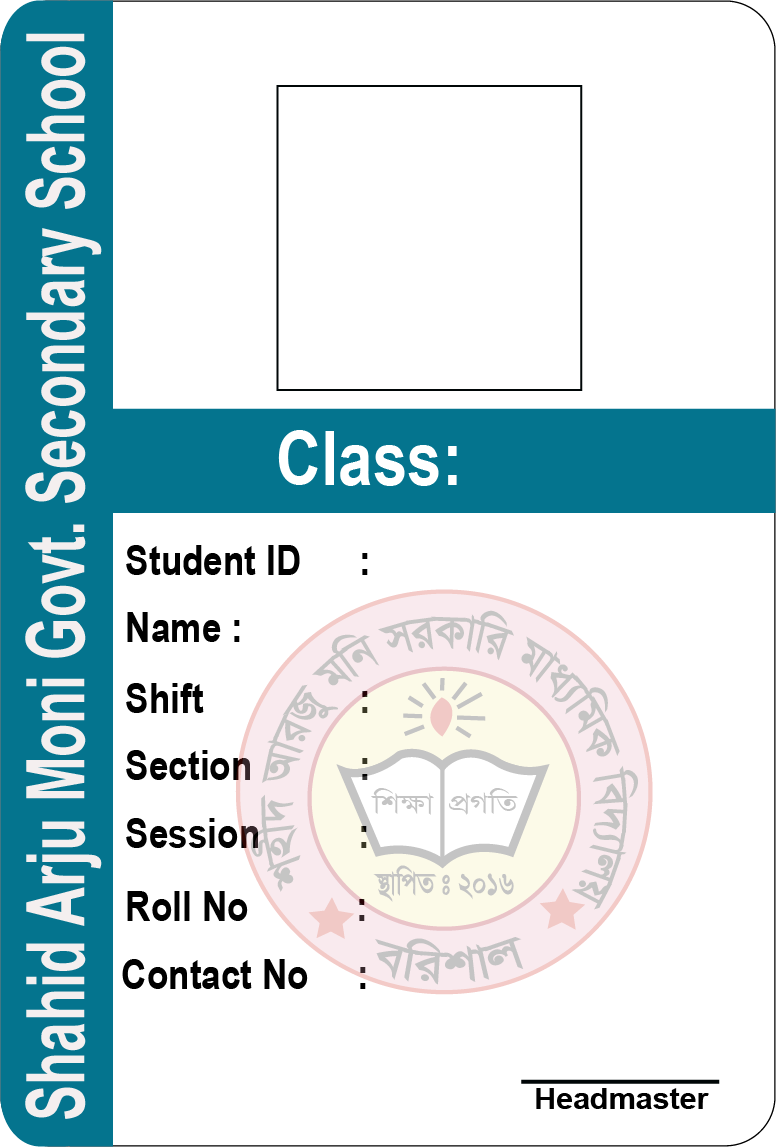 Shahid Arju Moni Govt. Secondary School
Class:
Student ID :
Name :
Shift :
Section :
Session :
Roll No :
Contact No :
শহীদ আরজু মনি সরকারি মাধ্যমিক বিদ্যালয়
শিক্ষা প্রগতি
স্থাপিত ঃ ২০১৬
বরিশাল
Headmaster